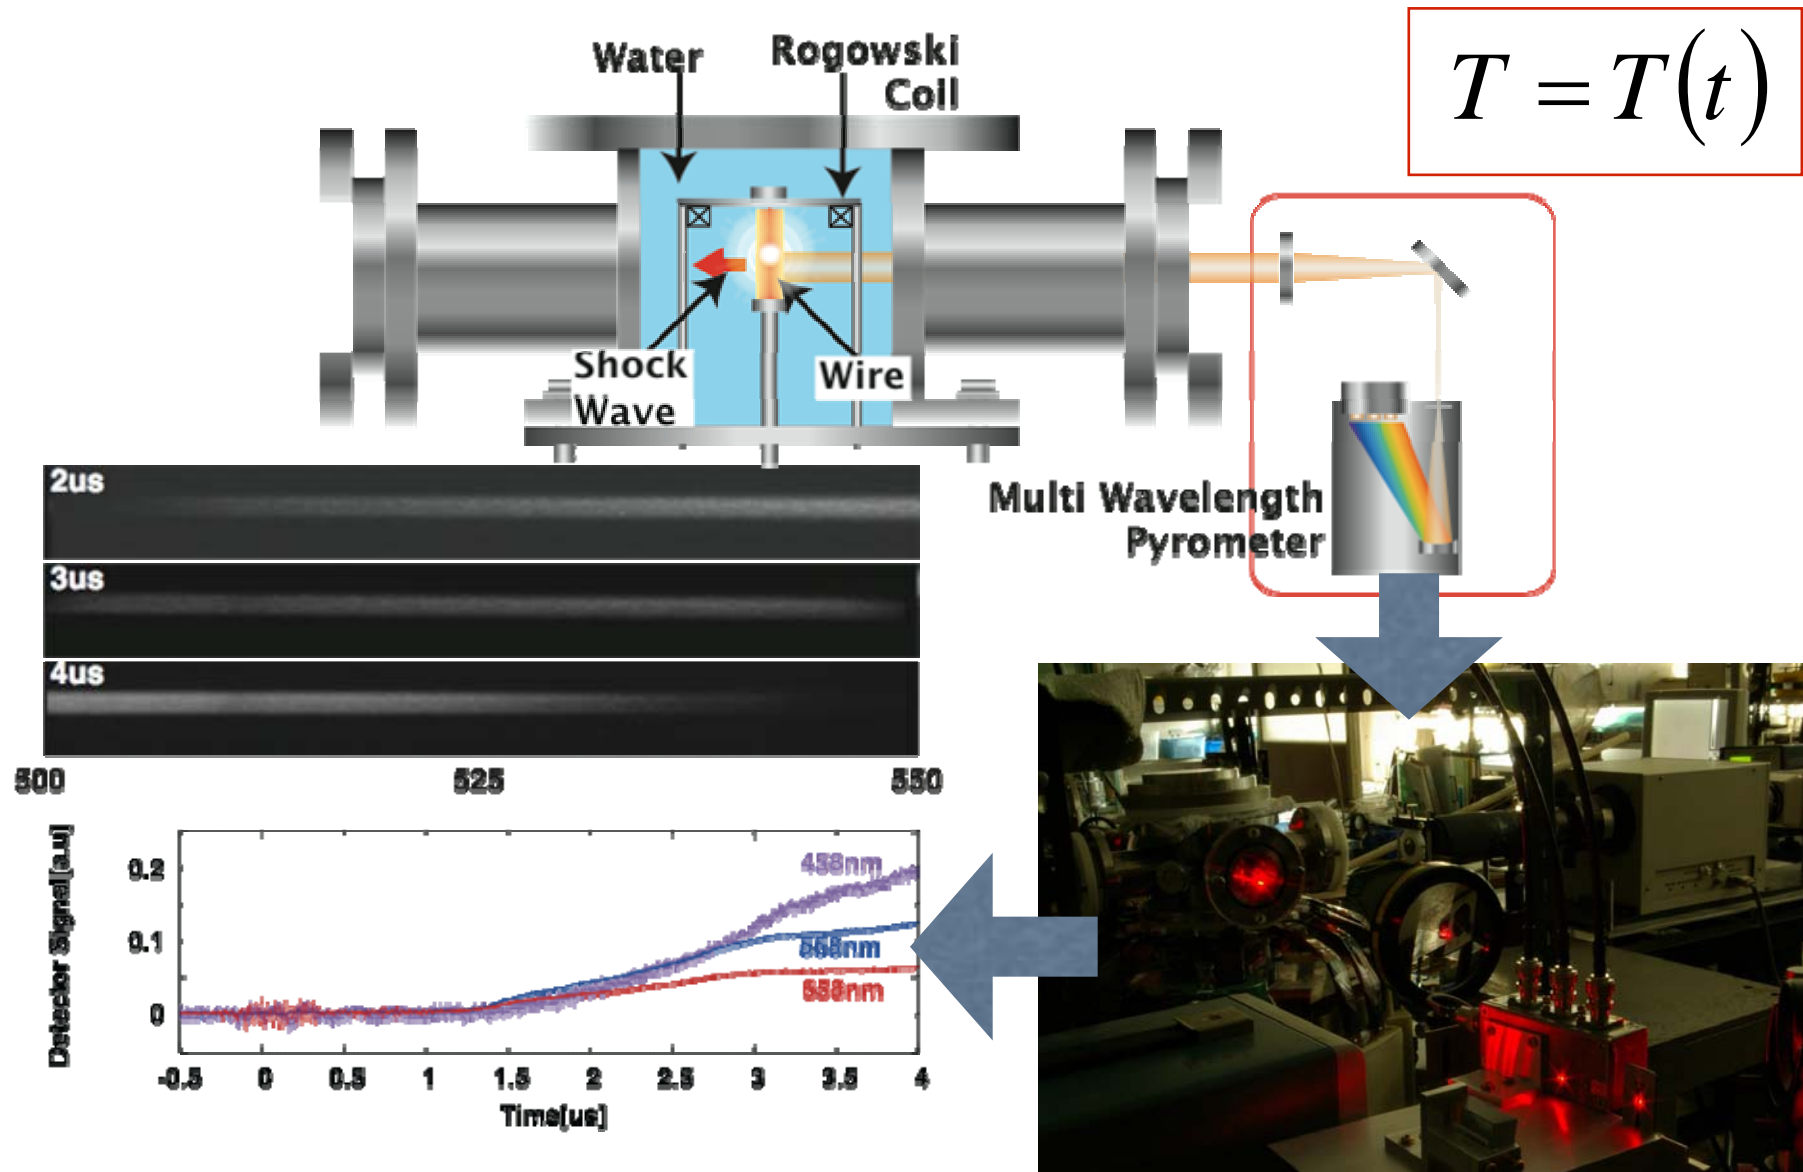 Water
Rogowski
Coil
T = T(t)
Shock
Wave
Wire
Multi Wavelength
Pyrometer
2us
3us
4us
500
525
550
Detector Signal[a.u]
0.2
0.1
0
458nm
558nm
-0.5 0 0.5 1 1.5 2 2.5 3 3.5 4
Time[us]